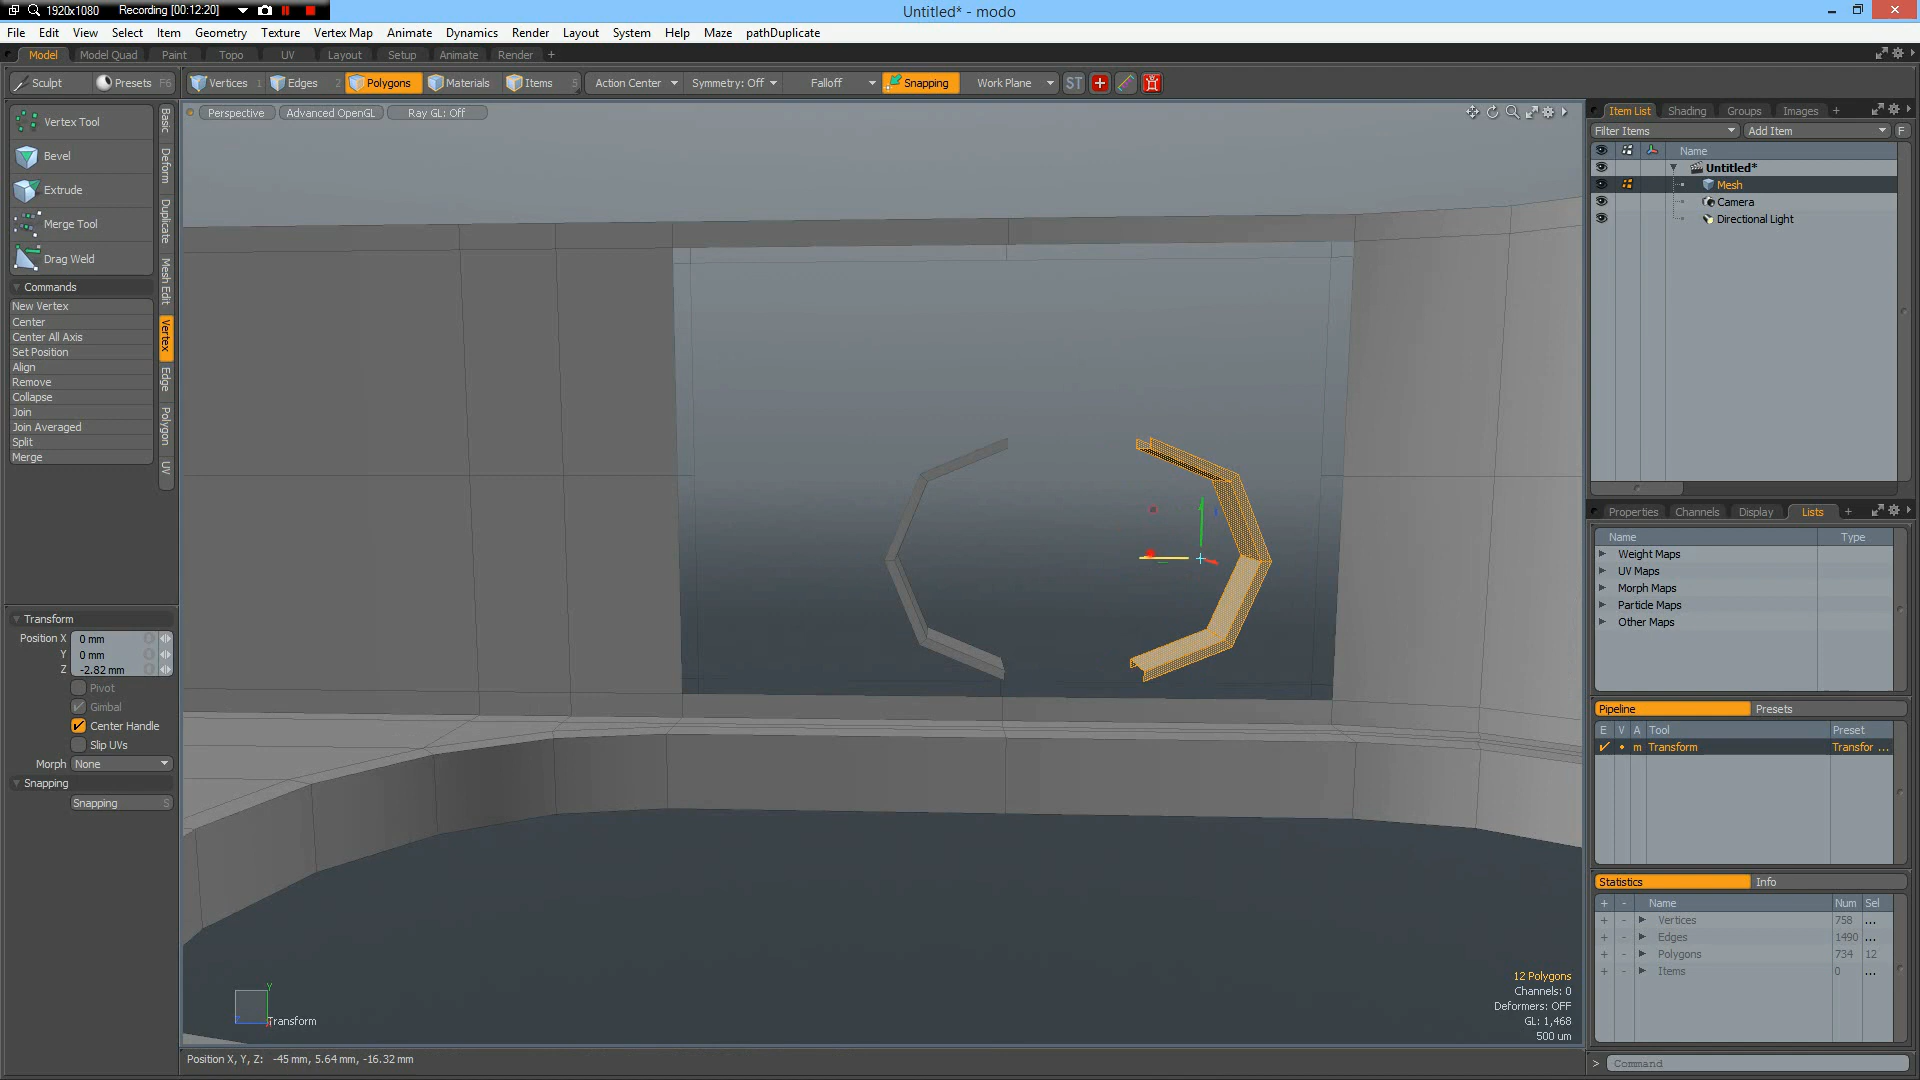 1920x1080 Recording [00:12:20]
Untitled* - modo
File Edit View Select Item Geometry Texture Vertex Map Animate Dynamics Render Layout System Help Maze pathDuplicate
Model Model Quad Paint Topo UV Layout Setup Animate Render +
Sculpt Presets F6 Vertices 1 Edges 2 Polygons Materials Items 5 Action Center Symmetry: Off Falloff Snapping Work Plane ST
Perspective Advanced OpenGL Ray GL: Off
Vertex Tool
Bevel
Extrude
Merge Tool
Drag Weld
Commands
New Vertex
Center
Center All Axis
Set Position
Align
Remove
Collapse
Join
Join Averaged
Split
Merge
Basic
Deform
Duplicate
Mesh Edit
Vertex
Edge
Polygon
UV
Transform
Position X 0 mm
Y 0 mm
Z -2.82 mm
Pivot
Gimbal
Center Handle
Slip UVs
Morph None
Snapping
Snapping S
Y
Transform
12 Polygons
Channels: 0
Deformers: OFF
GL: 1,468
500 um
Position X, Y, Z: -45 mm, 5.64 mm, -16.32 mm
Item List Shading Groups Images +
Filter Items Add Item F
Name
Untitled*
Mesh
Camera
Directional Light
Properties Channels Display Lists +
Name Type
Weight Maps
UV Maps
Morph Maps
Particle Maps
Other Maps
Pipeline Presets
E V A Tool Preset
m Transform Transfor ...
Statistics Info
+ - Name Num Sel
+ - Vertices 758 ...
+ - Edges 1490 ...
+ - Polygons 734 12
+ - Items 0 ...
> Command